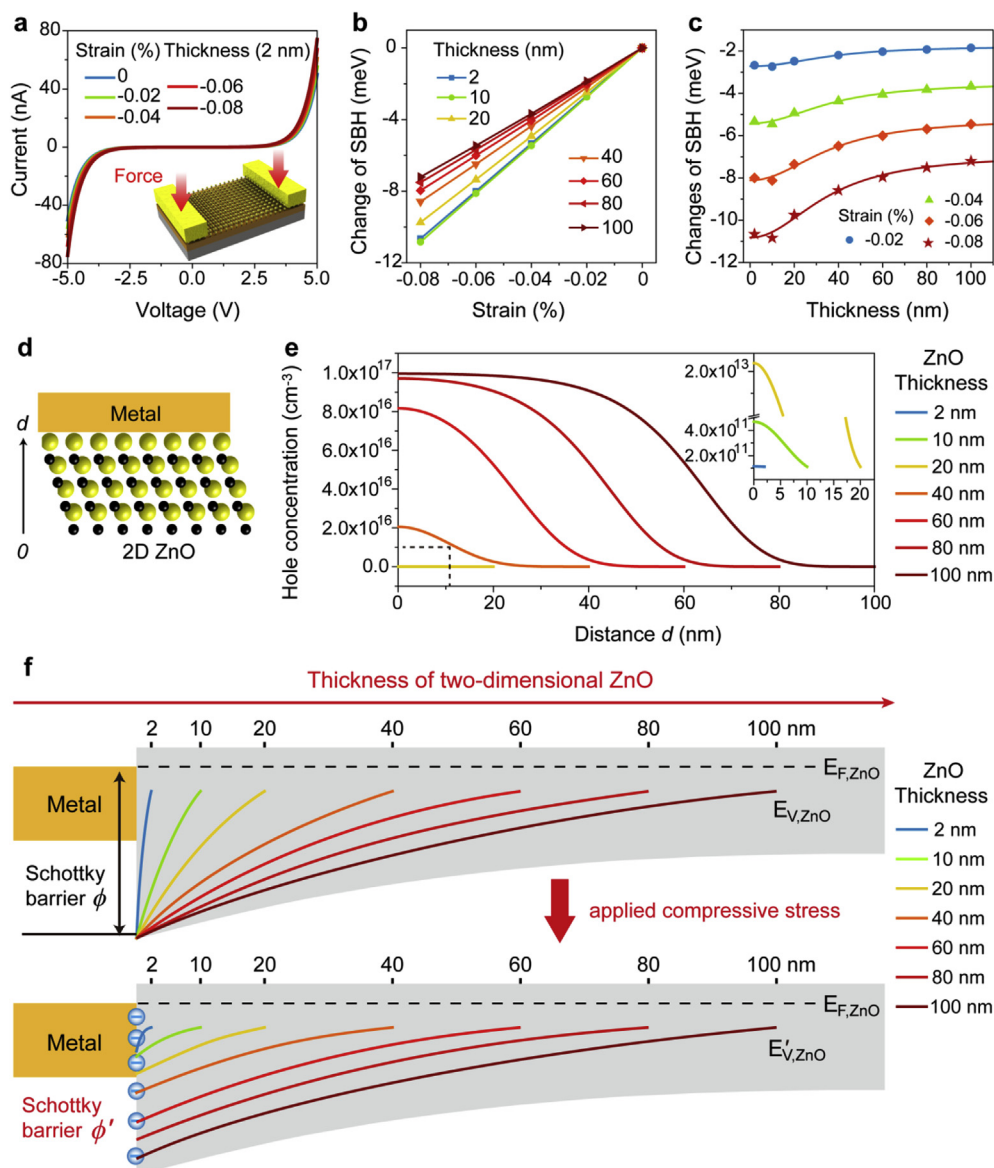 a
Current (nA)
80
40
0
-40
-80
Strain (%) Thickness (2 nm)
0
-0.02
-0.04
-0.06
-0.08
Force
-5.0
-2.5
0.0
2.5
5.0
Voltage (V)
b
Change of SBH (meV)
0
-4
-8
-12
Thickness (nm)
2
10
20
40
60
80
100
-0.08
-0.06
-0.04
-0.02
0
Strain (%)
c
Changes of SBH (meV)
-2
-4
-6
-8
-10
-12
Strain (%)
-0.02
-0.04
-0.06
-0.08
0
20
40
60
80
100
Thickness (nm)
d
Metal
d
0
2D ZnO
e
Hole concentration (cm⁻³)
1.0x10¹⁷
8.0x10¹⁶
6.0x10¹⁶
4.0x10¹⁶
2.0x10¹⁶
0.0
0
20
40
60
80
100
Distance d (nm)
2.0x10¹³
4.0x10¹¹
2.0x10¹¹
0
5
10
15
20
ZnO
Thickness
2 nm
10 nm
20 nm
40 nm
60 nm
80 nm
100 nm
f
Thickness of two-dimensional ZnO
2
10
20
40
60
80
100 nm
Metal
Schottky
barrier ϕ
E_F,ZnO
E_V,ZnO
applied compressive stress
2
10
20
40
60
80
100 nm
Metal
Schottky
barrier ϕ′
E_F,ZnO
E′_V,ZnO
ZnO
Thickness
2 nm
10 nm
20 nm
40 nm
60 nm
80 nm
100 nm